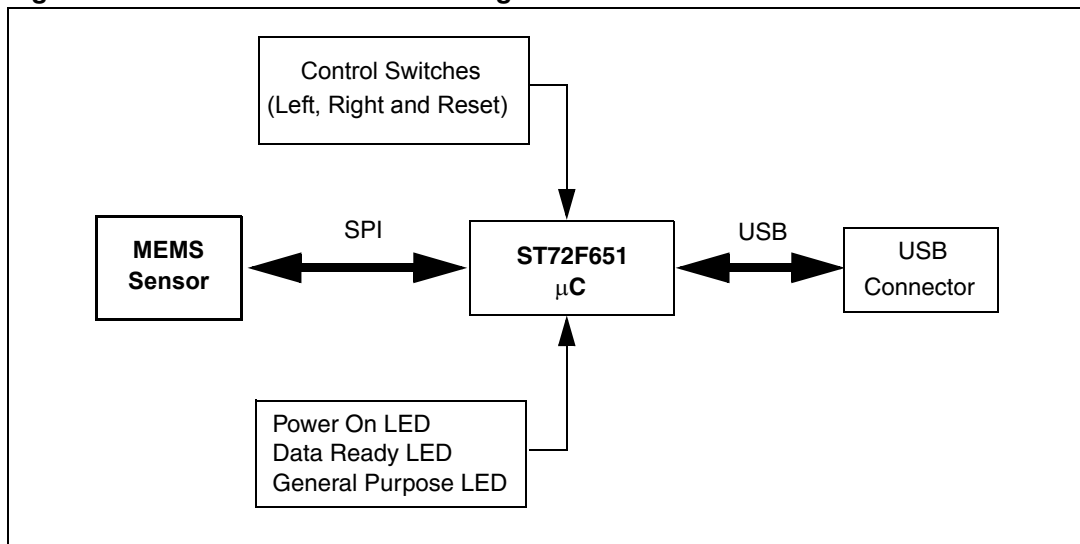 Control Switches
(Left, Right and Reset)
MEMS
Sensor
SPI
ST72F651
μC
USB
USB
Connector
Power On LED
Data Ready LED
General Purpose LED